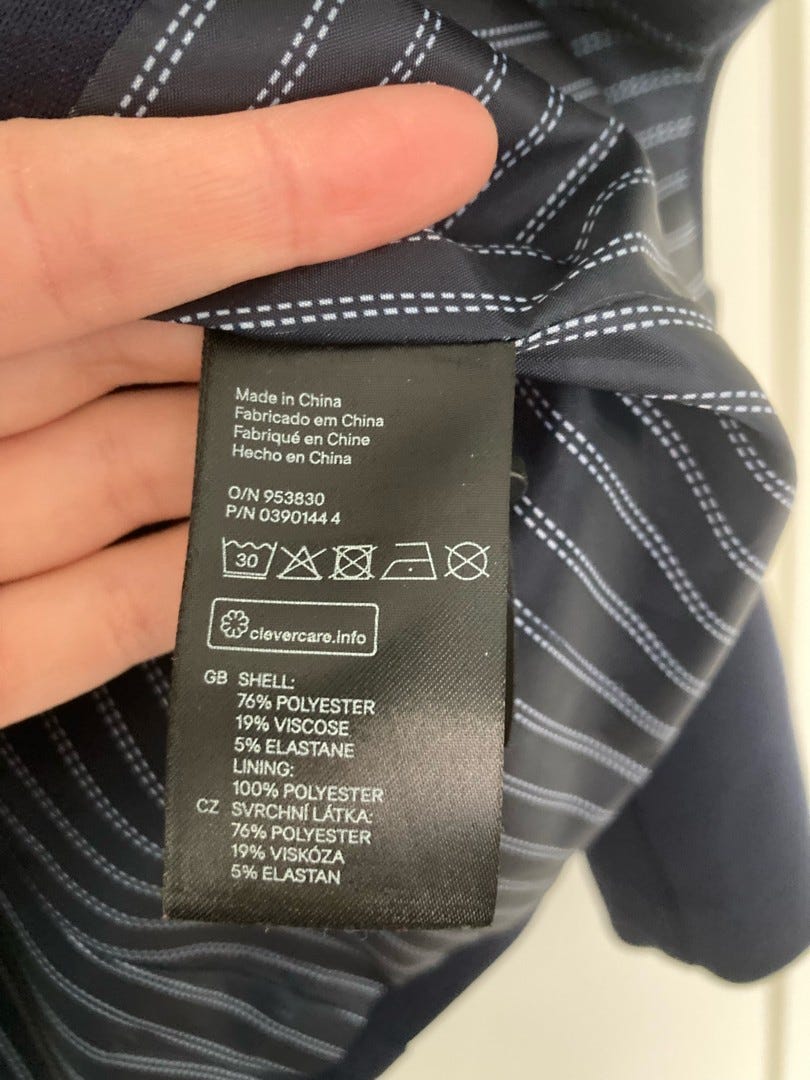 Made in China
Fabricado em China
Fabriqué en Chine
Hecho en China
O/N 953830
P/N 0390144 4
30
clevercare.info
GB SHELL:
76% POLYESTER
19% VISCOSE
5% ELASTANE
LINING:
100% POLYESTER
CZ SVRCHNÍ LÁTKA:
76% POLYESTER
19% VISKÓZA
5% ELASTAN